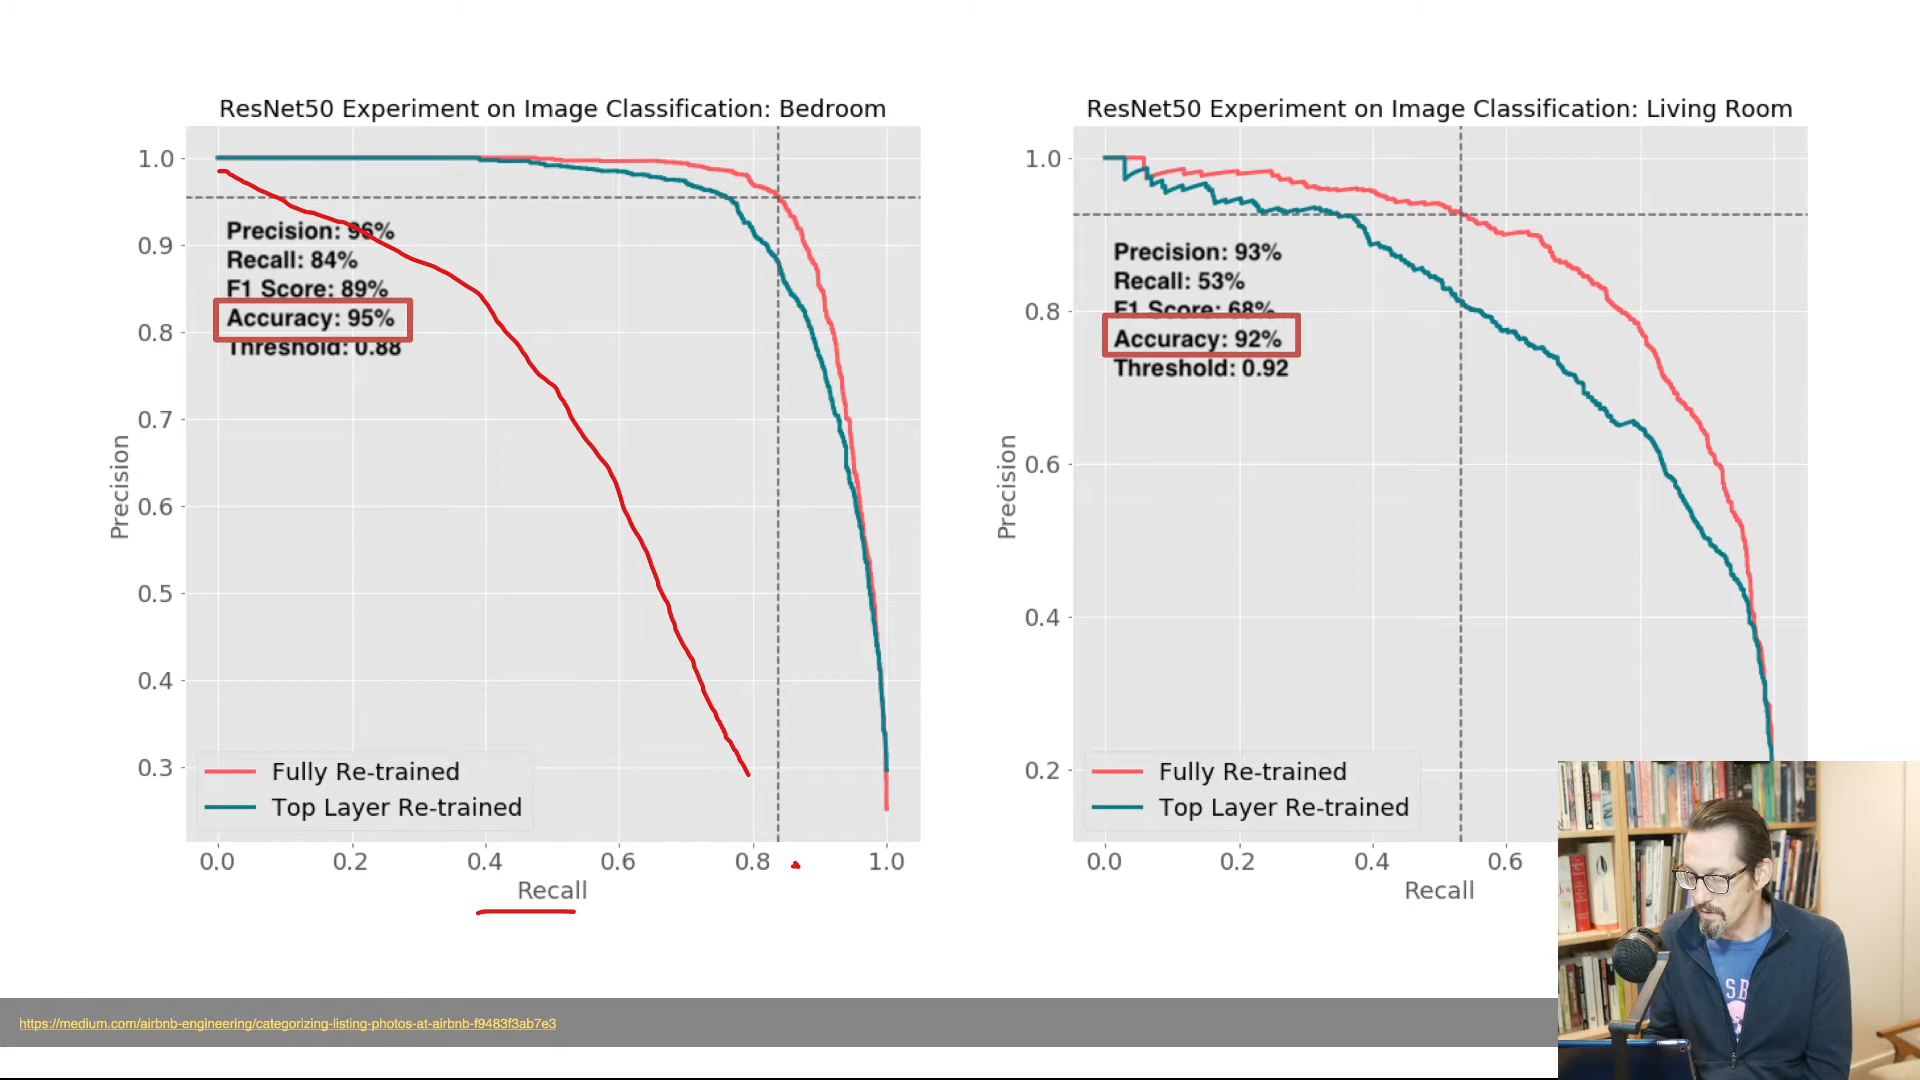 ResNet50 Experiment on Image Classification: Bedroom
1.0
0.9
0.8
0.7
0.6
0.5
0.4
0.3
Precision
Precision: 96%
Recall: 84%
F1 Score: 89%
Accuracy: 95%
Threshold: 0.88
Fully Re-trained
Top Layer Re-trained
0.0 0.2 0.4 0.6 0.8 1.0
Recall
ResNet50 Experiment on Image Classification: Living Room
1.0
0.8
0.6
0.4
0.2
Precision
Precision: 93%
Recall: 53%
F1 Score: 68%
Accuracy: 92%
Threshold: 0.92
Fully Re-trained
Top Layer Re-trained
0.0 0.2 0.4 0.6
Recall
https://medium.com/airbnb-engineering/categorizing-listing-photos-at-airbnb-f9483f3ab7e3